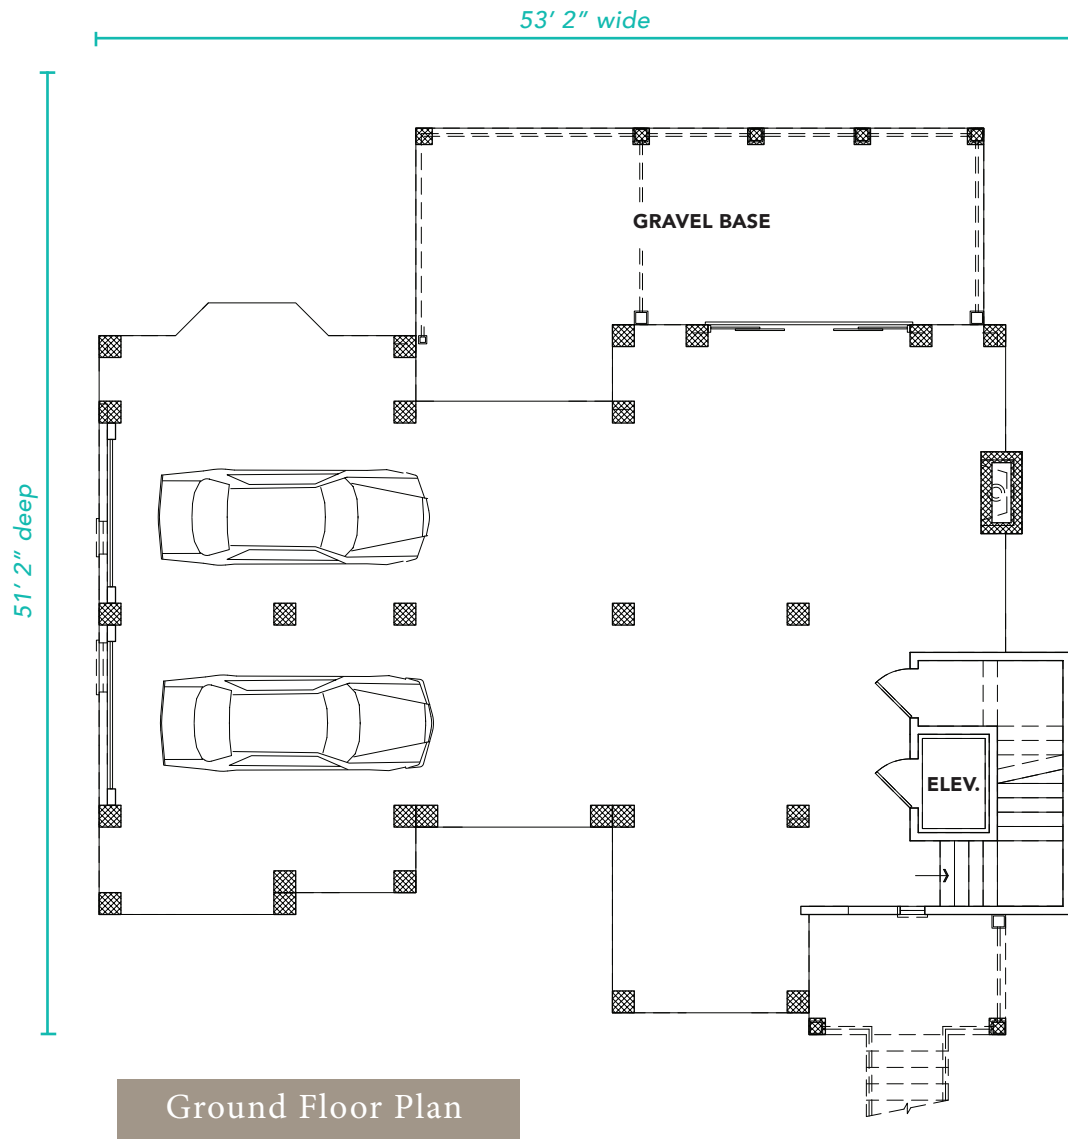 53’ 2” wide
GRAVEL BASE
51’ 2” deep
ELEV.
Ground Floor Plan